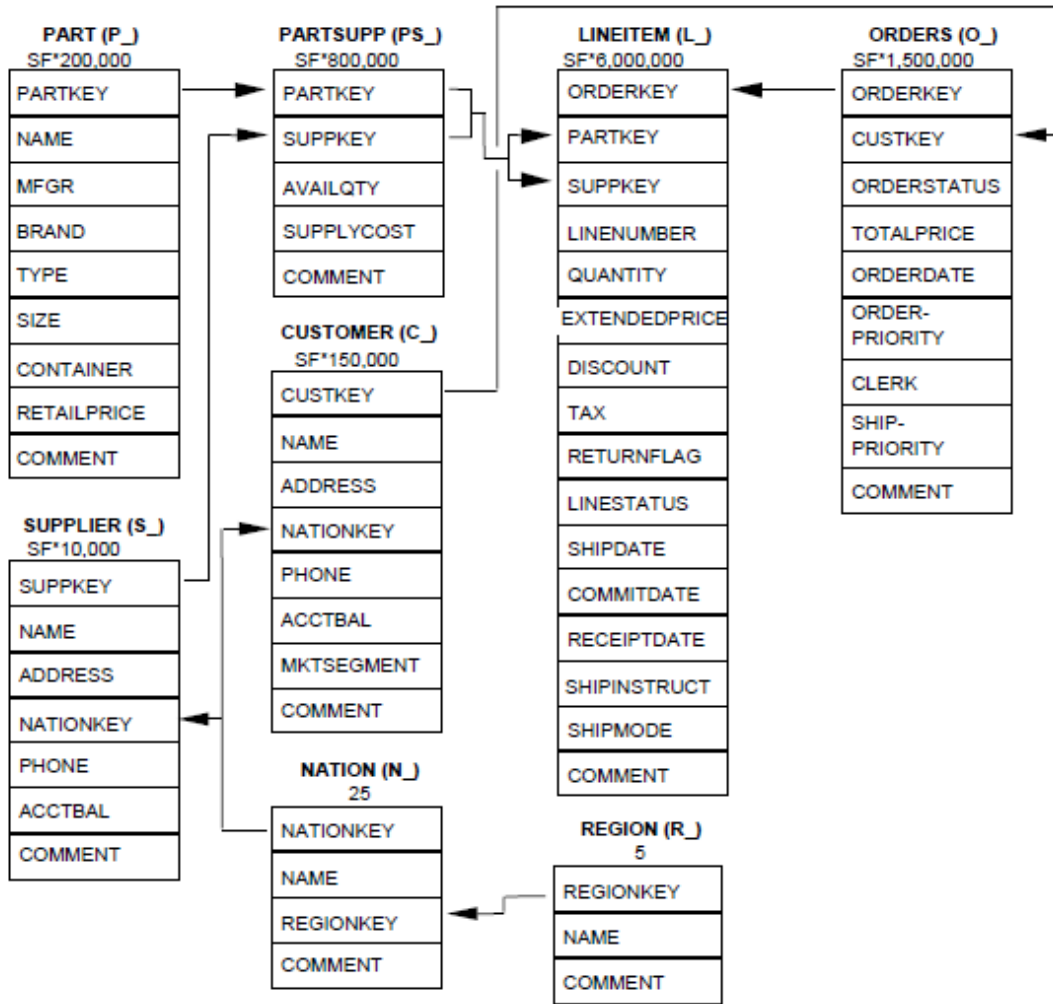 PART (P_)
SF*200,000
PARTKEY
NAME
MFGR
BRAND
TYPE
SIZE
CONTAINER
RETAILPRICE
COMMENT
SUPPLIER (S_)
SF*10,000
SUPPKEY
NAME
ADDRESS
NATIONKEY
PHONE
ACCTBAL
COMMENT
PARTSUPP (PS_)
SF*800,000
PARTKEY
SUPPKEY
AVAILQTY
SUPPLYCOST
COMMENT
CUSTOMER (C_)
SF*150,000
CUSTKEY
NAME
ADDRESS
NATIONKEY
PHONE
ACCTBAL
MKTSEGMENT
COMMENT
NATION (N_)
25
NATIONKEY
NAME
REGIONKEY
COMMENT
LINEITEM (L_)
SF*6,000,000
ORDERKEY
PARTKEY
SUPPKEY
LINENUMBER
QUANTITY
EXTENDEDPRICE
DISCOUNT
TAX
RETURNFLAG
LINESTATUS
SHIPDATE
COMMITDATE
RECEIPTDATE
SHIPINSTRUCT
SHIPMODE
COMMENT
REGION (R_)
5
REGIONKEY
NAME
COMMENT
ORDERS (O_)
SF*1,500,000
ORDERKEY
CUSTKEY
ORDERSTATUS
TOTALPRICE
ORDERDATE
ORDER-
PRIORITY
CLERK
SHIP-
PRIORITY
COMMENT